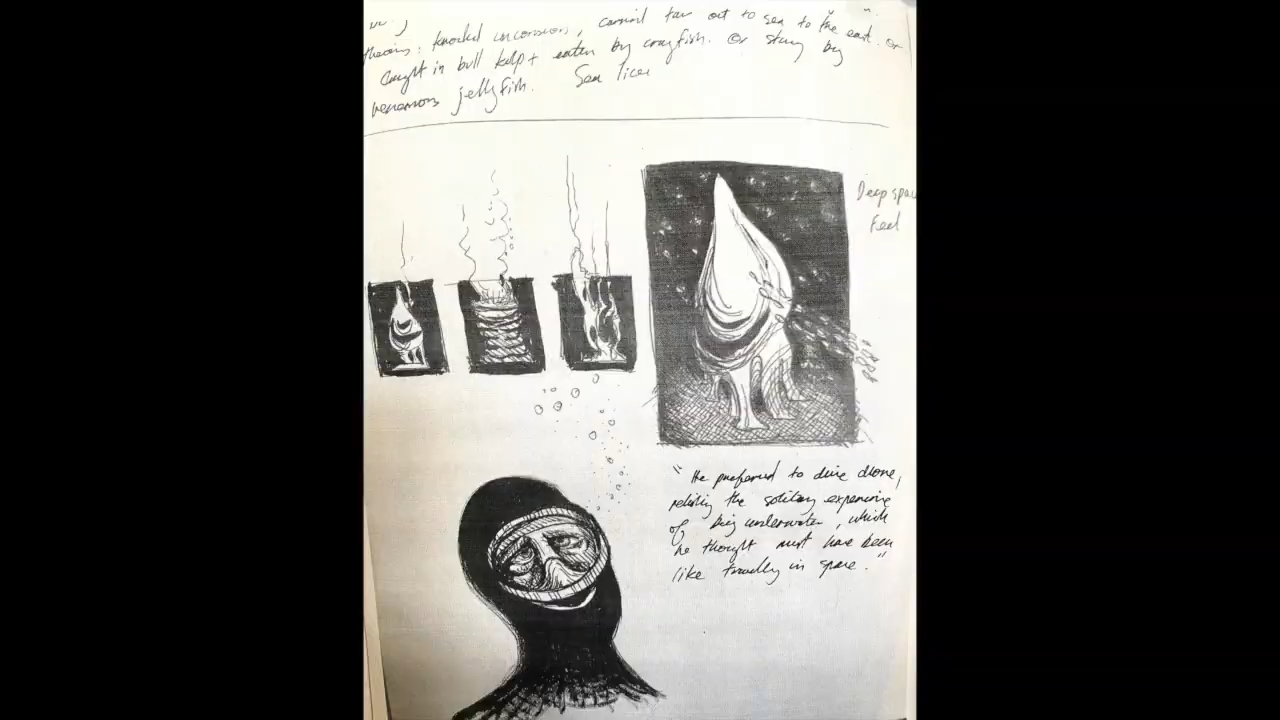 theories: knocked unconscious, carried far out to sea to the east. or
caught in bull kelp + eaten by crayfish. Or stung by
venomous jellyfish. Sea lice
Deep space
Feel
"He preferred to dive alone,
relishing the solitary experience
of being underwater, which
he thought must have been
like travelling in space."